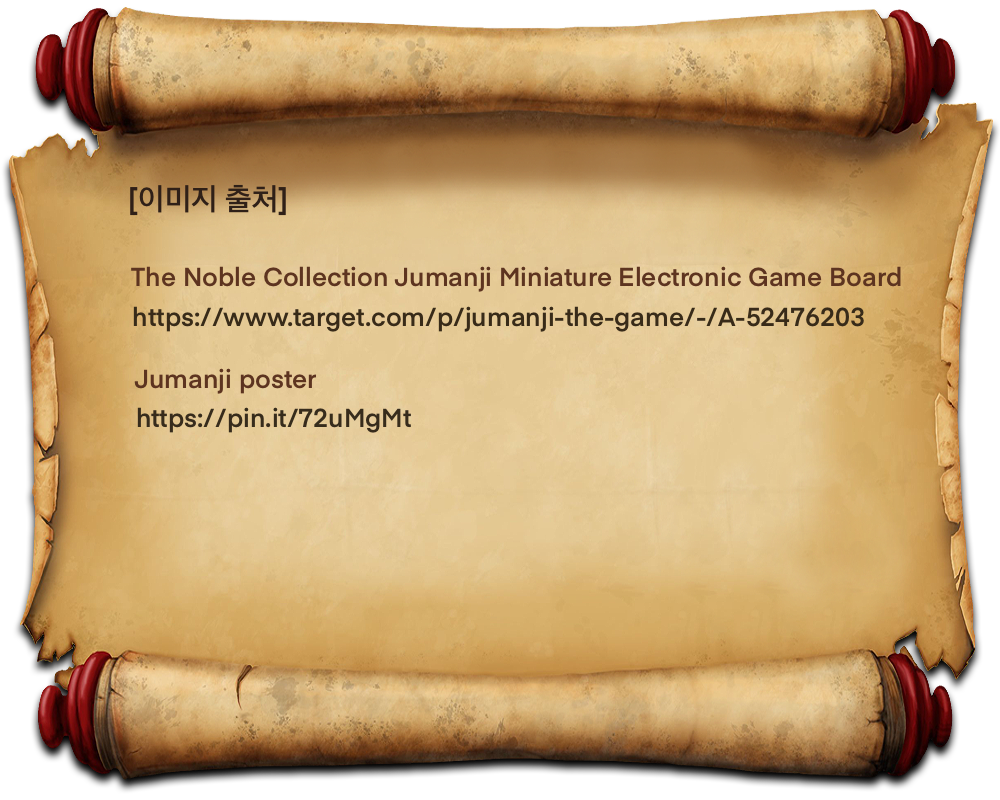 [이미지 출처]
The Noble Collection Jumanji Miniature Electronic Game Board
https://www.target.com/p/jumanji-the-game/-/A-52476203
Jumanji poster
https://pin.it/72uMgMt